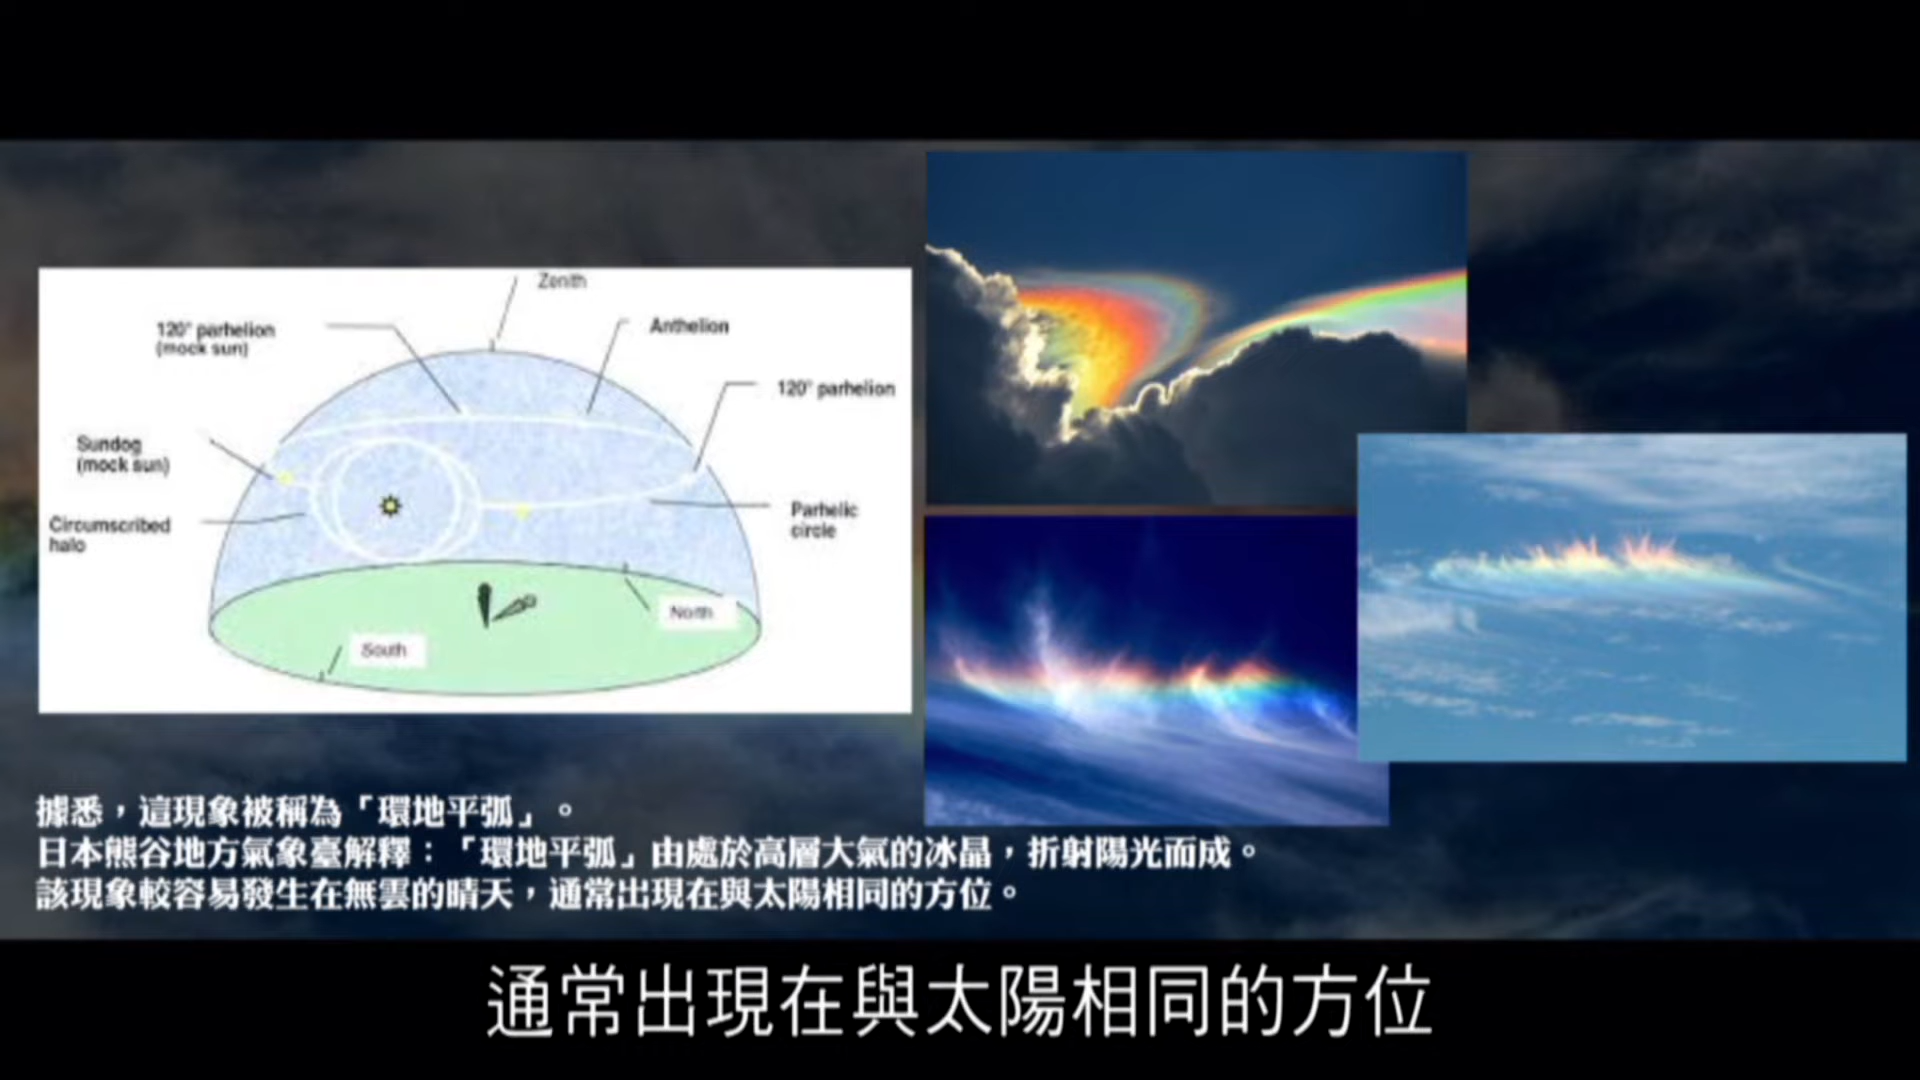 Zenith
120° parhelion
(mock sun)
Anthelion
120° parhelion
Sundog
(mock sun)
Circumscribed
halo
Parhelic
circle
North
South
據悉，這現象被稱為「環地平弧」。
日本熊谷地方氣象臺解釋：「環地平弧」由處於高層大氣的冰晶，折射陽光而成。
該現象較容易發生在無雲的晴天，通常出現在與太陽相同的方位。
通常出現在與太陽相同的方位